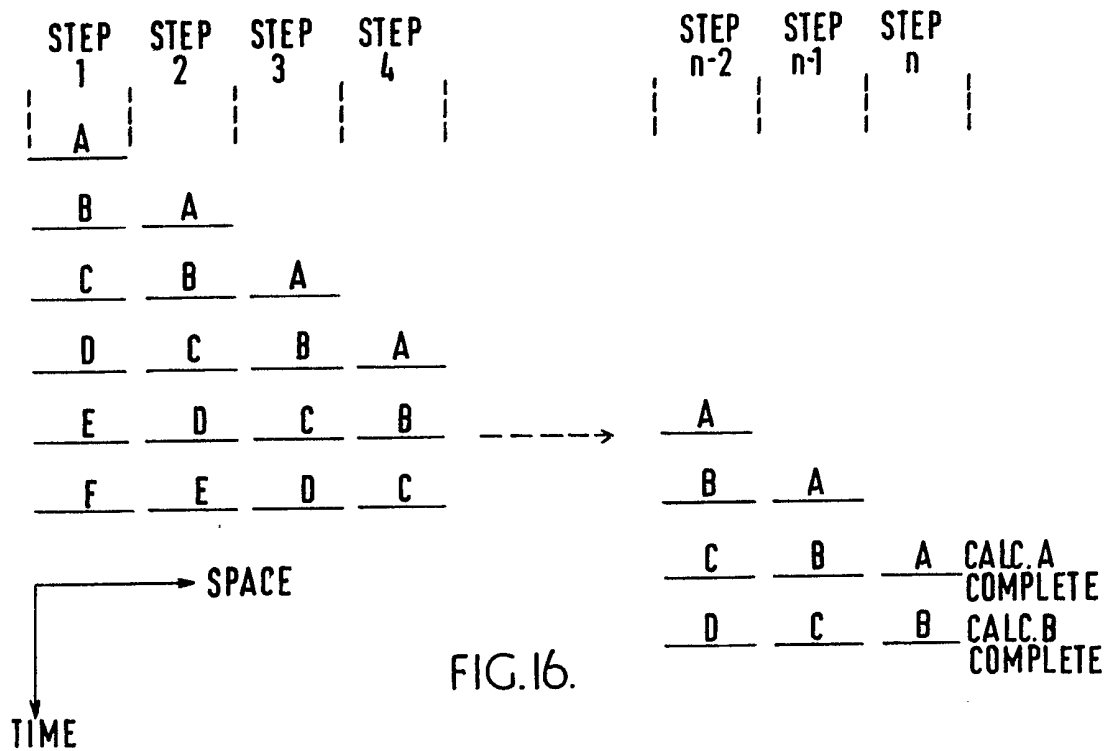 STEP 1 STEP 2 STEP 3 STEP 4 STEP n-2 STEP n-1 STEP n
A
B A
C B A
D C B A
E D C B A
F E D C B A
C B A CALC. A COMPLETE
D C B CALC. B COMPLETE
SPACE
TIME
FIG. 16.